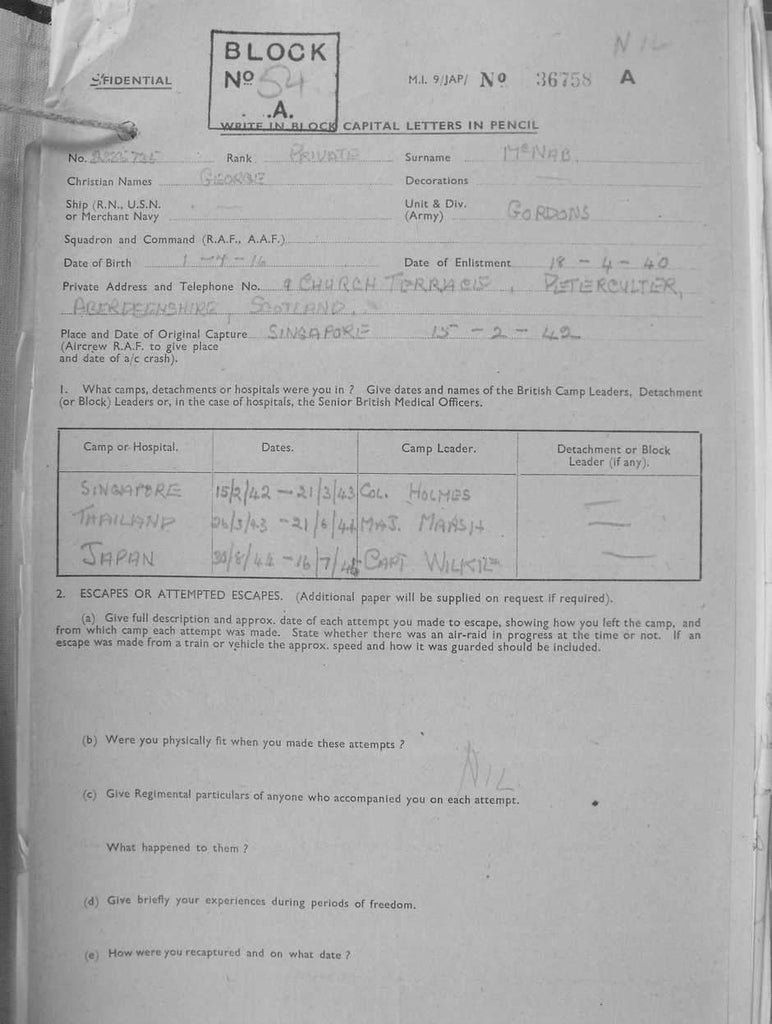 NIL
BLOCK
FIDENTIAL Nº 54 M.I. 9/JAP/ Nº 36758 A
A.
WRITE IN BLOCK CAPITAL LETTERS IN PENCIL
No. Rank PRIVATE Surname McNAB.
Christian Names GEORGE Decorations —
Ship (R.N., U.S.N. — Unit & Div. GORDONS
or Merchant Navy (Army)
Squadron and Command (R.A.F., A.A.F.)
Date of Birth 1 - 7 - 16 Date of Enlistment 18 - 4 - 40
Private Address and Telephone No. 9 CHURCH TERRACE, PETERCULTER,
ABERDEENSHIRE, SCOTLAND.
Place and Date of Original Capture SINGAPORE 15 - 2 - 42
(Aircrew R.A.F. to give place
and date of a/c crash).
1. What camps, detachments or hospitals were you in ? Give dates and names of the British Camp Leaders, Detachment
(or Block) Leaders or, in the case of hospitals, the Senior British Medical Officers.
Camp or Hospital. Dates. Camp Leader. Detachment or Block
Leader (if any).
SINGAPORE 15/2/42 — 21/3/43 COL. HOLMES —
THAILAND 26/3/43 — 21/6/44 MAJ. MARSH —
JAPAN /8/44 — 16/7/45 CAPT WILKIE —
2. ESCAPES OR ATTEMPTED ESCAPES. (Additional paper will be supplied on request if required).
(a) Give full description and approx. date of each attempt you made to escape, showing how you left the camp, and
from which camp each attempt was made. State whether there was an air-raid in progress at the time or not. If an
escape was made from a train or vehicle the approx. speed and how it was guarded should be included.
(b) Were you physically fit when you made these attempts ?
NIL
(c) Give Regimental particulars of anyone who accompanied you on each attempt.
What happened to them ?
(d) Give briefly your experiences during periods of freedom.
(e) How were you recaptured and on what date ?